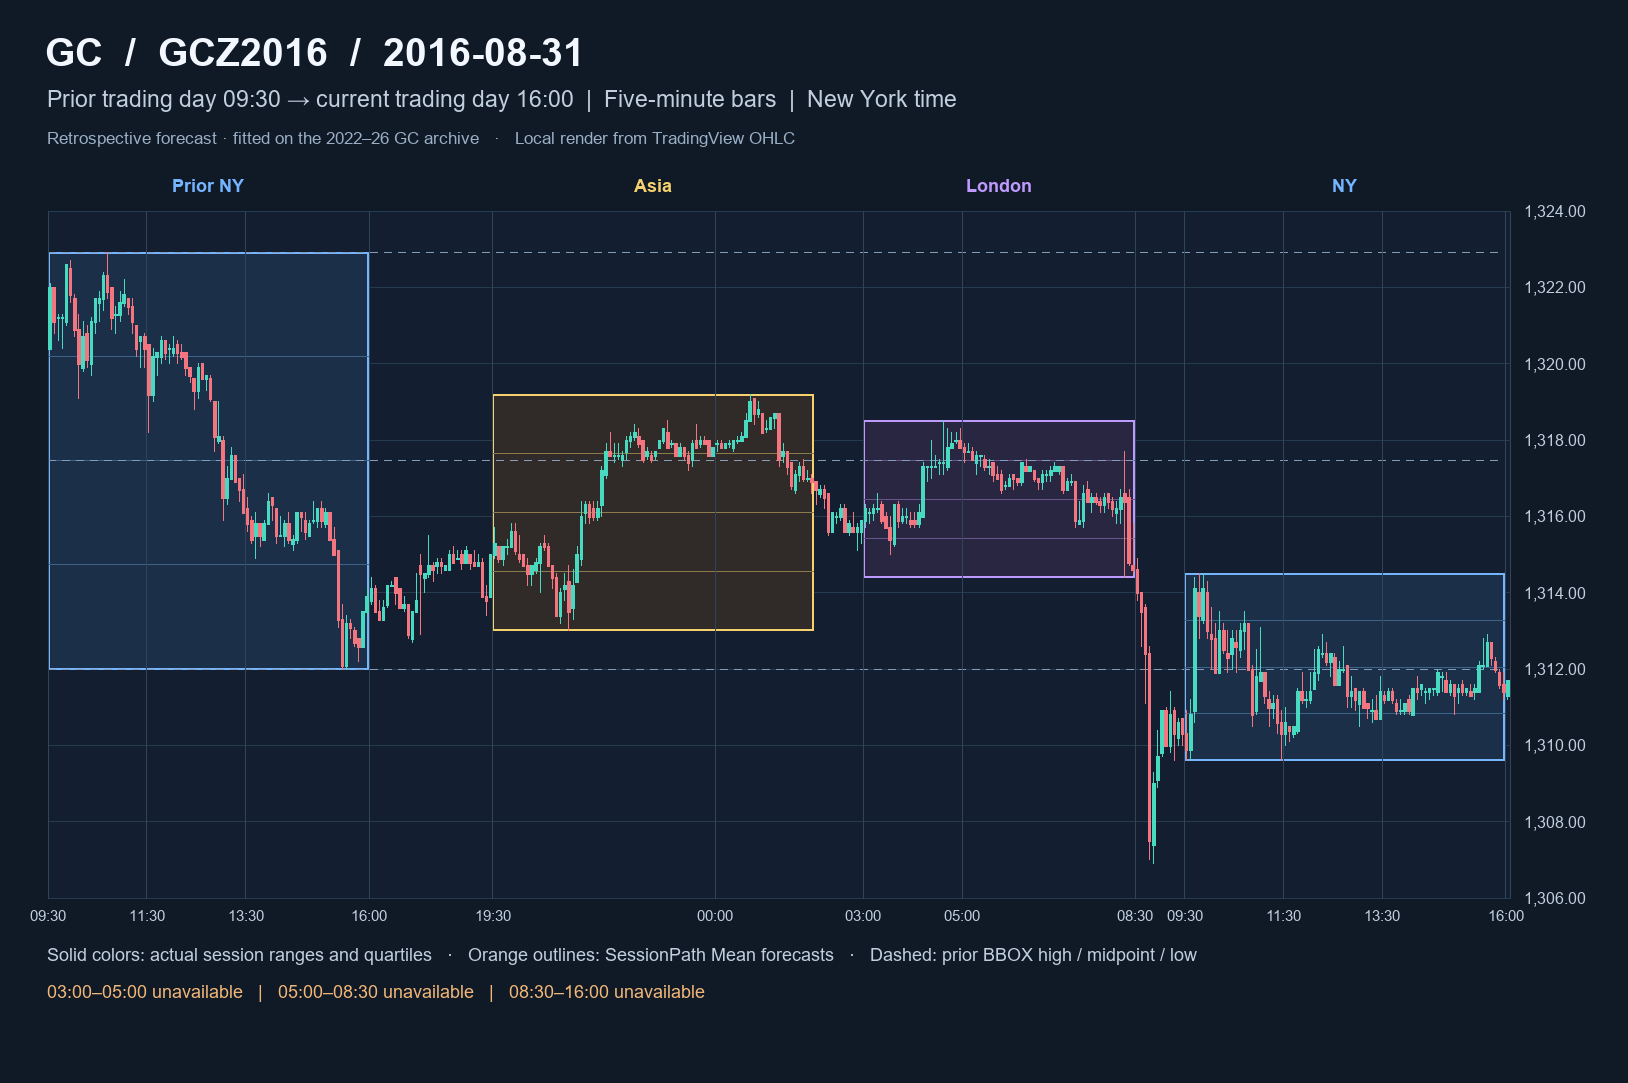 GC / GCZ2016 / 2016-08-31
Prior trading day 09:30 → current trading day 16:00 | Five-minute bars | New York time
Retrospective forecast · fitted on the 2022–26 GC archive · Local render from TradingView OHLC
Prior NY Asia London NY
1,324.00
1,322.00
1,320.00
1,318.00
1,316.00
1,314.00
1,312.00
1,310.00
1,308.00
1,306.00
09:30 11:30 13:30 16:00 19:30 00:00 03:00 05:00 08:30 09:30 11:30 13:30 16:00
Solid colors: actual session ranges and quartiles · Orange outlines: SessionPath Mean forecasts · Dashed: prior BBOX high / midpoint / low
03:00–05:00 unavailable | 05:00–08:30 unavailable | 08:30–16:00 unavailable